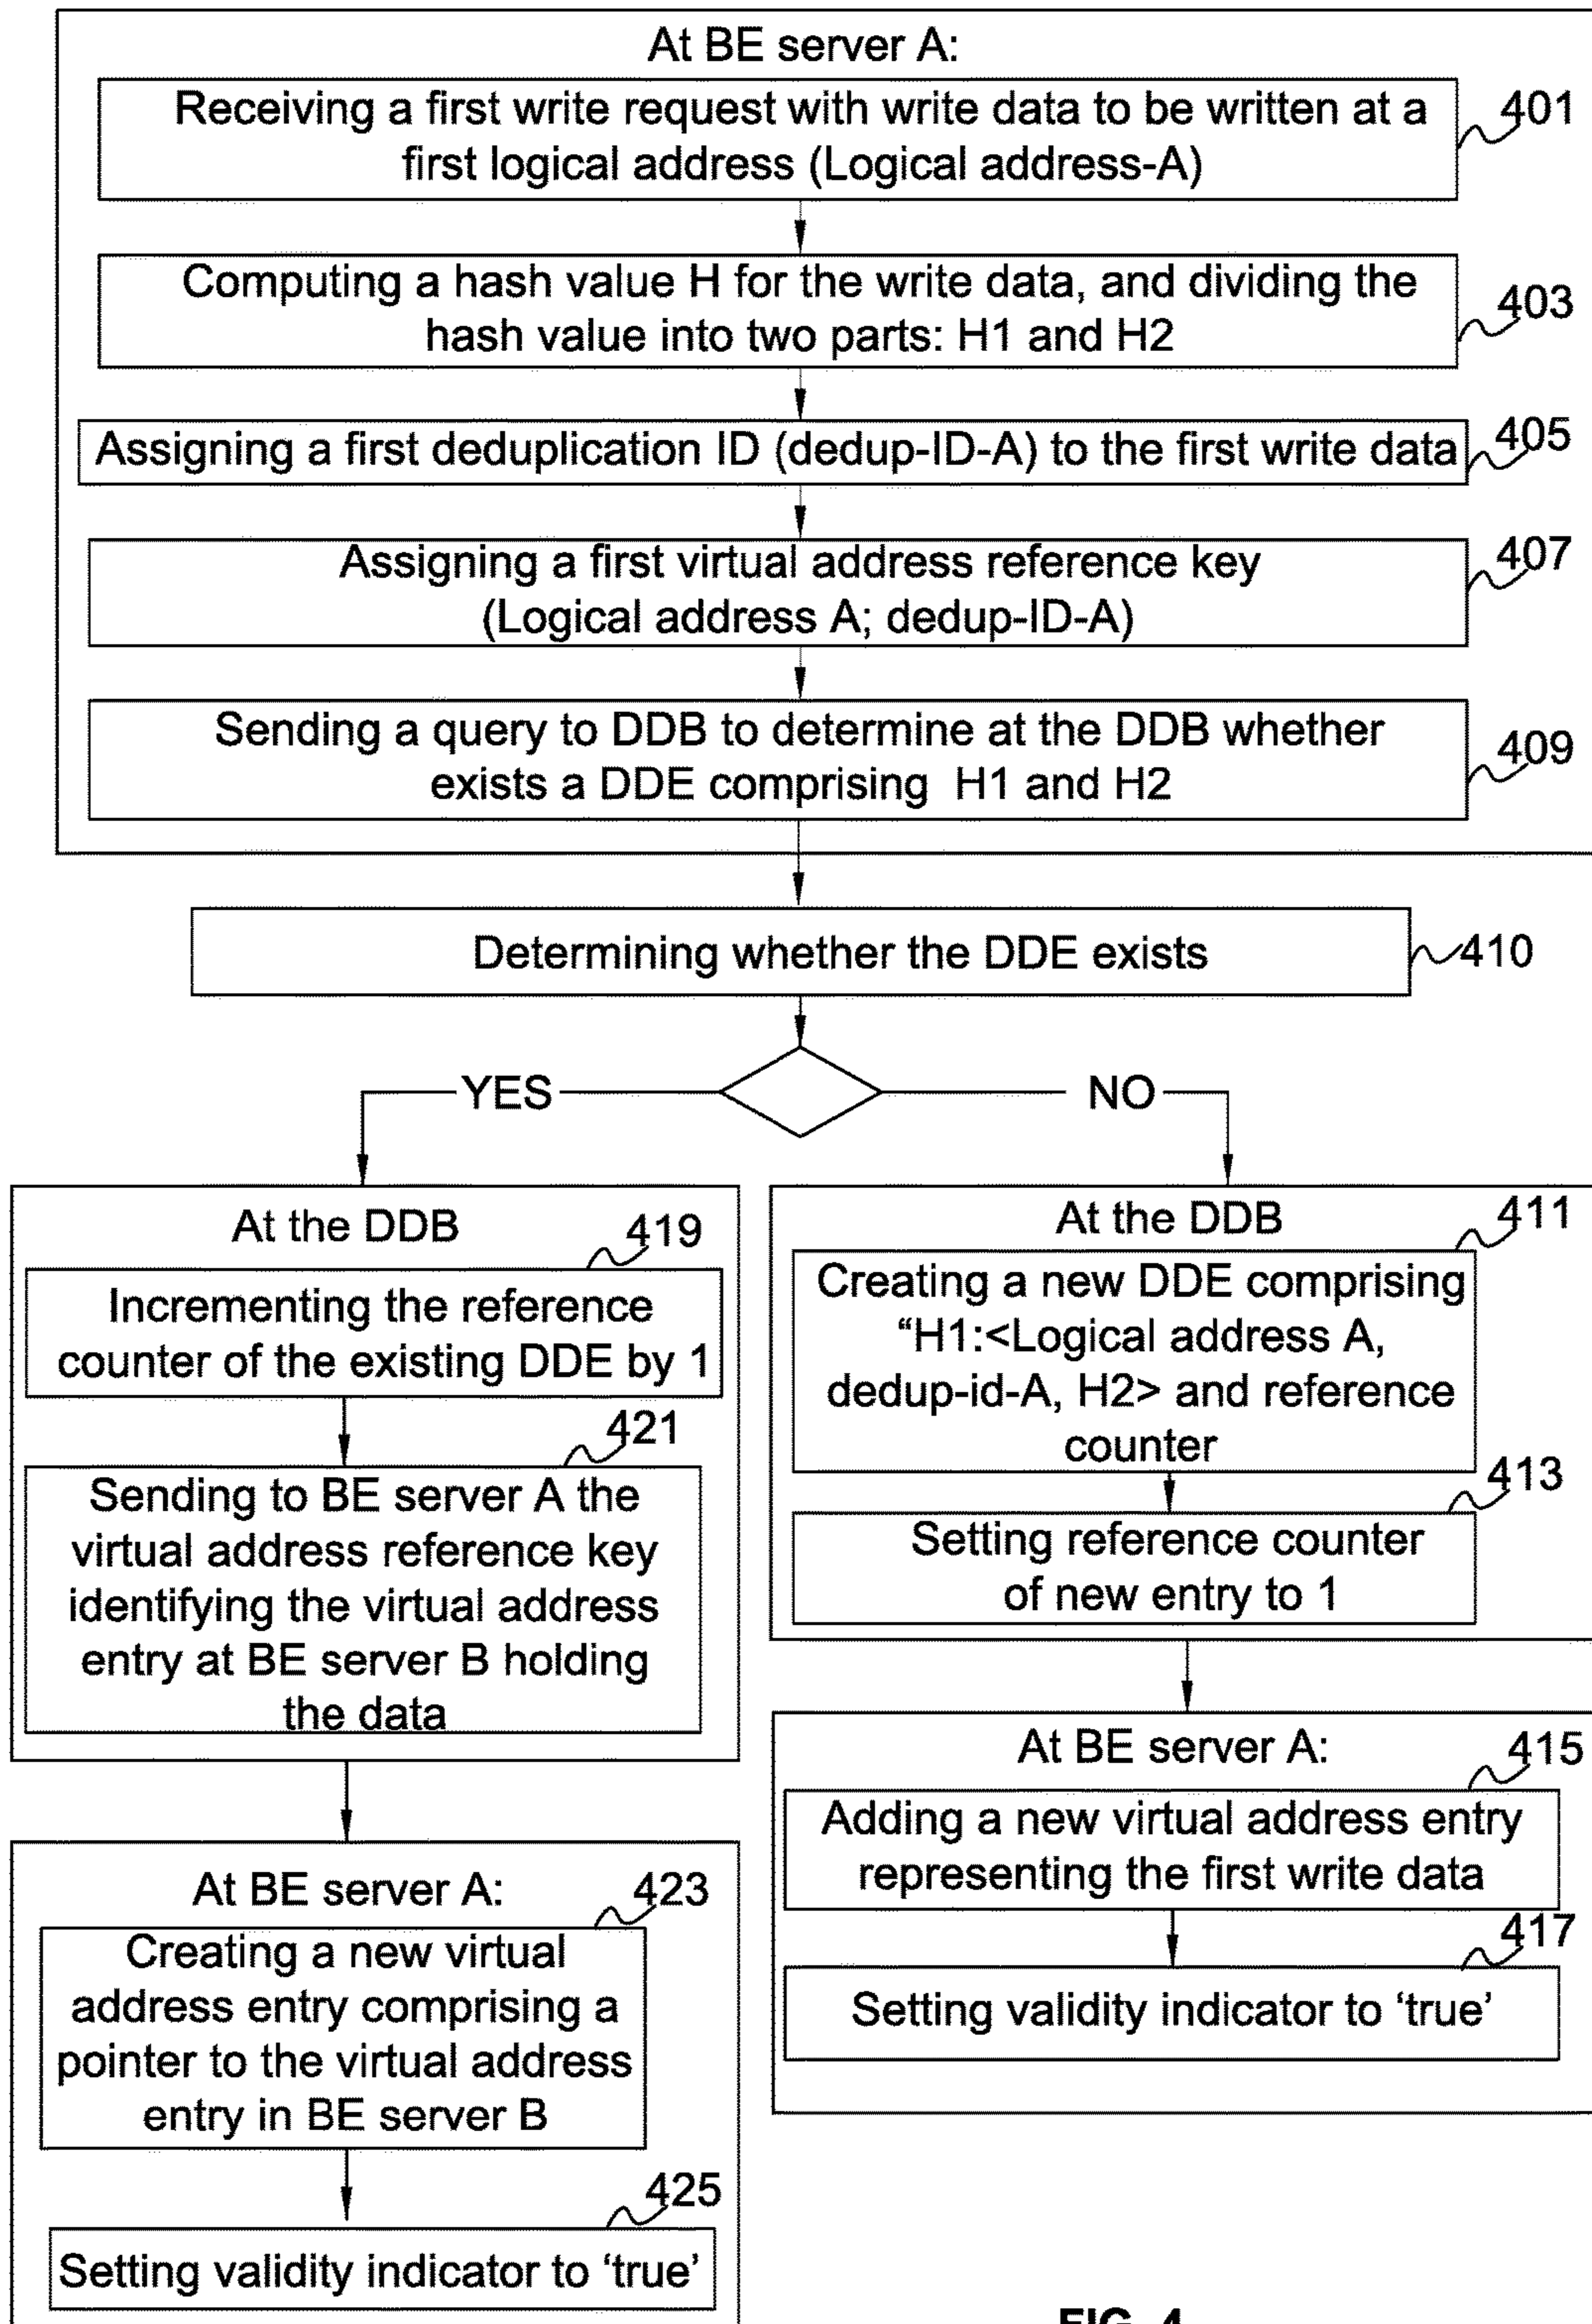 At BE server A:
Receiving a first write request with write data to be written at a
first logical address (Logical address-A)
401
Computing a hash value H for the write data, and dividing the
hash value into two parts: H1 and H2
403
Assigning a first deduplication ID (dedup-ID-A) to the first write data
405
Assigning a first virtual address reference key
(Logical address A; dedup-ID-A)
407
Sending a query to DDB to determine at the DDB whether
exists a DDE comprising H1 and H2
409
Determining whether the DDE exists
410
YES
NO
At the DDB
419
Incrementing the reference
counter of the existing DDE by 1
421
Sending to BE server A the
virtual address reference key
identifying the virtual address
entry at BE server B holding
the data
At BE server A:
423
Creating a new virtual
address entry comprising a
pointer to the virtual address
entry in BE server B
425
Setting validity indicator to ‘true’
At the DDB
411
Creating a new DDE comprising
“H1:<Logical address A,
dedup-id-A, H2> and reference
counter
413
Setting reference counter
of new entry to 1
At BE server A:
415
Adding a new virtual address entry
representing the first write data
417
Setting validity indicator to ‘true’
FIG. 4